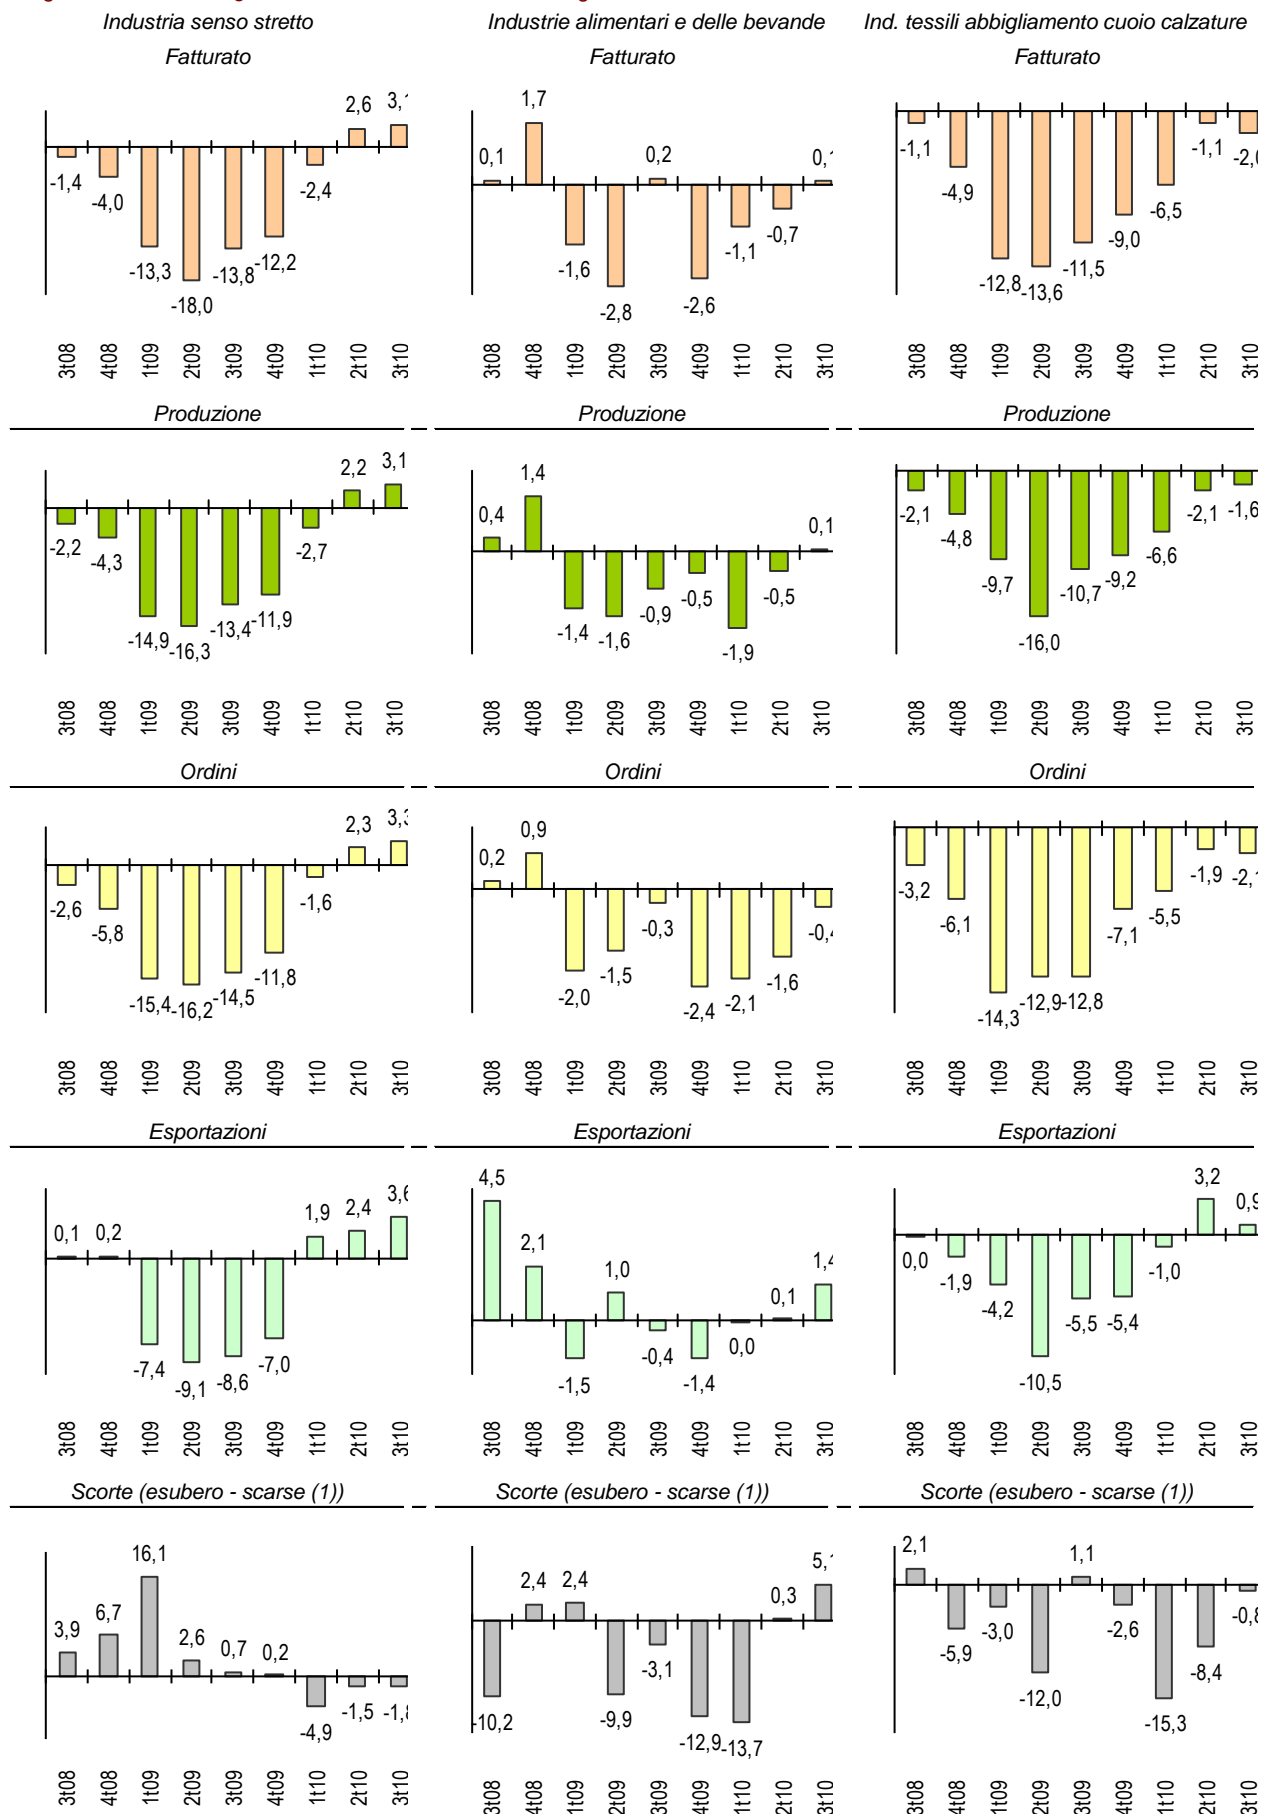 Industria senso stretto Industrie alimentari e delle bevande Ind. tessili abbigliamento cuoio calzature
Fatturato Fatturato Fatturato
-1,4 -4,0 -13,3 -18,0 -13,8 -12,2 -2,4 2,6
0,1 1,7 -1,6 -2,8 0,2 -2,6 -1,1 -0,7
-1,1 -4,9 -12,8 -13,6 -11,5 -9,0 -6,5 -1,1
3t08 4t08 1t09 2t09 3t09 4t09 1t10 2t10 3t10
3t08 4t08 1t09 2t09 3t09 4t09 1t10 2t10 3t10
3t08 4t08 1t09 2t09 3t09 4t09 1t10 2t10 3t10
Produzione Produzione Produzione
-2,2 -4,3 -14,9 -16,3 -13,4 -11,9 -2,7 2,2 3,1
0,4 1,4 -1,4 -1,6 -0,9 -0,5 -1,9 -0,5 0,1
-2,1 -4,8 -9,7 -16,0 -10,7 -9,2 -6,6 -2,1 -1,6
3t08 4t08 1t09 2t09 3t09 4t09 1t10 2t10 3t10
3t08 4t08 1t09 2t09 3t09 4t09 1t10 2t10 3t10
3t08 4t08 1t09 2t09 3t09 4t09 1t10 2t10 3t10
Ordini Ordini Ordini
-2,6 -5,8 -15,4 -16,2 -14,5 -11,8 -1,6 2,3 3,3
0,2 0,9 -2,0 -1,5 -0,3 -2,4 -2,1 -1,6 -0,4
-3,2 -6,1 -14,3 -12,9 -12,8 -7,1 -5,5 -1,9
3t08 4t08 1t09 2t09 3t09 4t09 1t10 2t10 3t10
3t08 4t08 1t09 2t09 3t09 4t09 1t10 2t10 3t10
3t08 4t08 1t09 2t09 3t09 4t09 1t10 2t10 3t10
Esportazioni Esportazioni Esportazioni
0,1 0,2 -7,4 -9,1 -8,6 -7,0 1,9 2,4 3,6
4,5 2,1 -1,5 1,0 -0,4 -1,4 0,0 0,1 1,4
0,0 -1,9 -4,2 -10,5 -5,5 -5,4 -1,0 3,2 0,9
3t08 4t08 1t09 2t09 3t09 4t09 1t10 2t10 3t10
3t08 4t08 1t09 2t09 3t09 4t09 1t10 2t10 3t10
3t08 4t08 1t09 2t09 3t09 4t09 1t10 2t10 3t10
Scorte (esubero - scarse (1)) Scorte (esubero - scarse (1)) Scorte (esubero - scarse (1))
3,9 6,7 16,1 2,6 0,7 0,2 -4,9 -1,5 -1,8
-10,2 2,4 2,4 -9,9 -3,1 -12,9 -13,7 0,3
2,1 -5,9 -3,0 -12,0 1,1 -2,6 -15,3 -8,4 -0,8
3t08 4t08 1t09 2t09 3t09 4t09 1t10 2t10 3t10
3t08 4t08 1t09 2t09 3t09 4t09 1t10 2t10 3t10
3t08 4t08 1t09 2t09 3t09 4t09 1t10 2t10 3t10